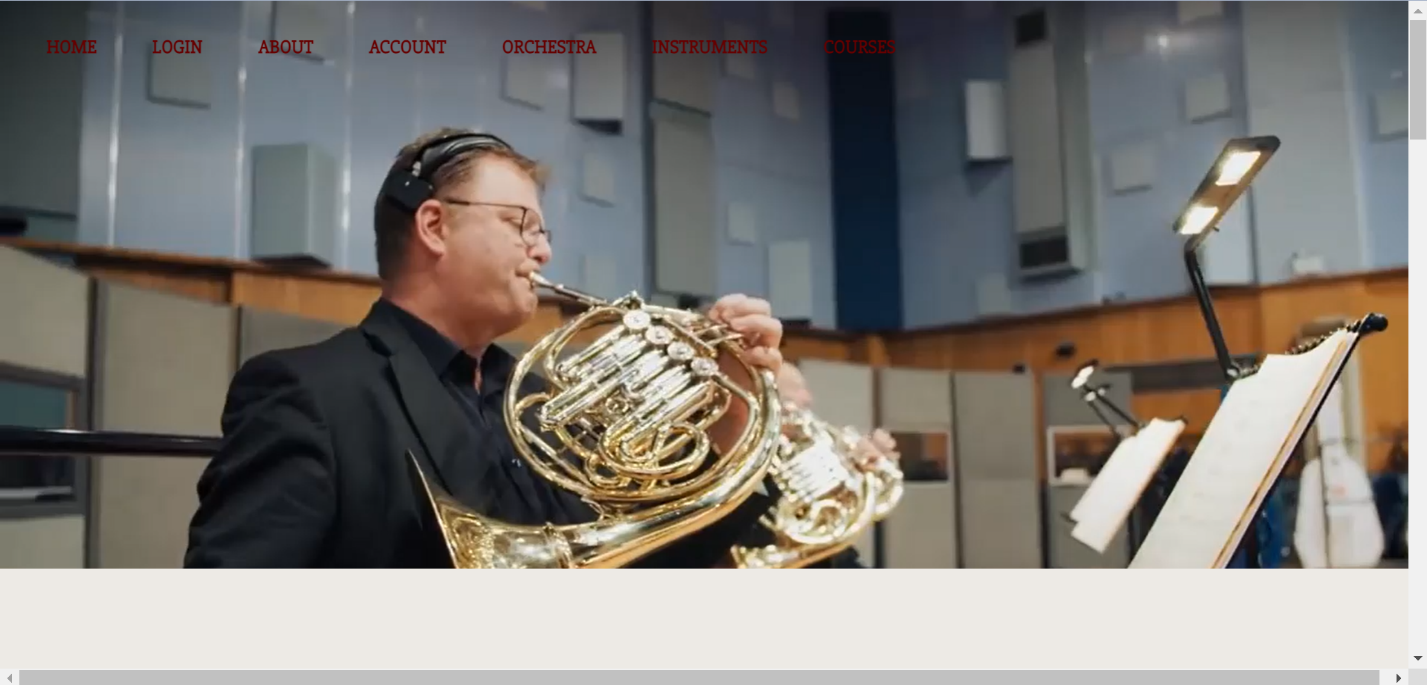 HOME LOGIN ABOUT ACCOUNT ORCHESTRA INSTRUMENTS COURSES